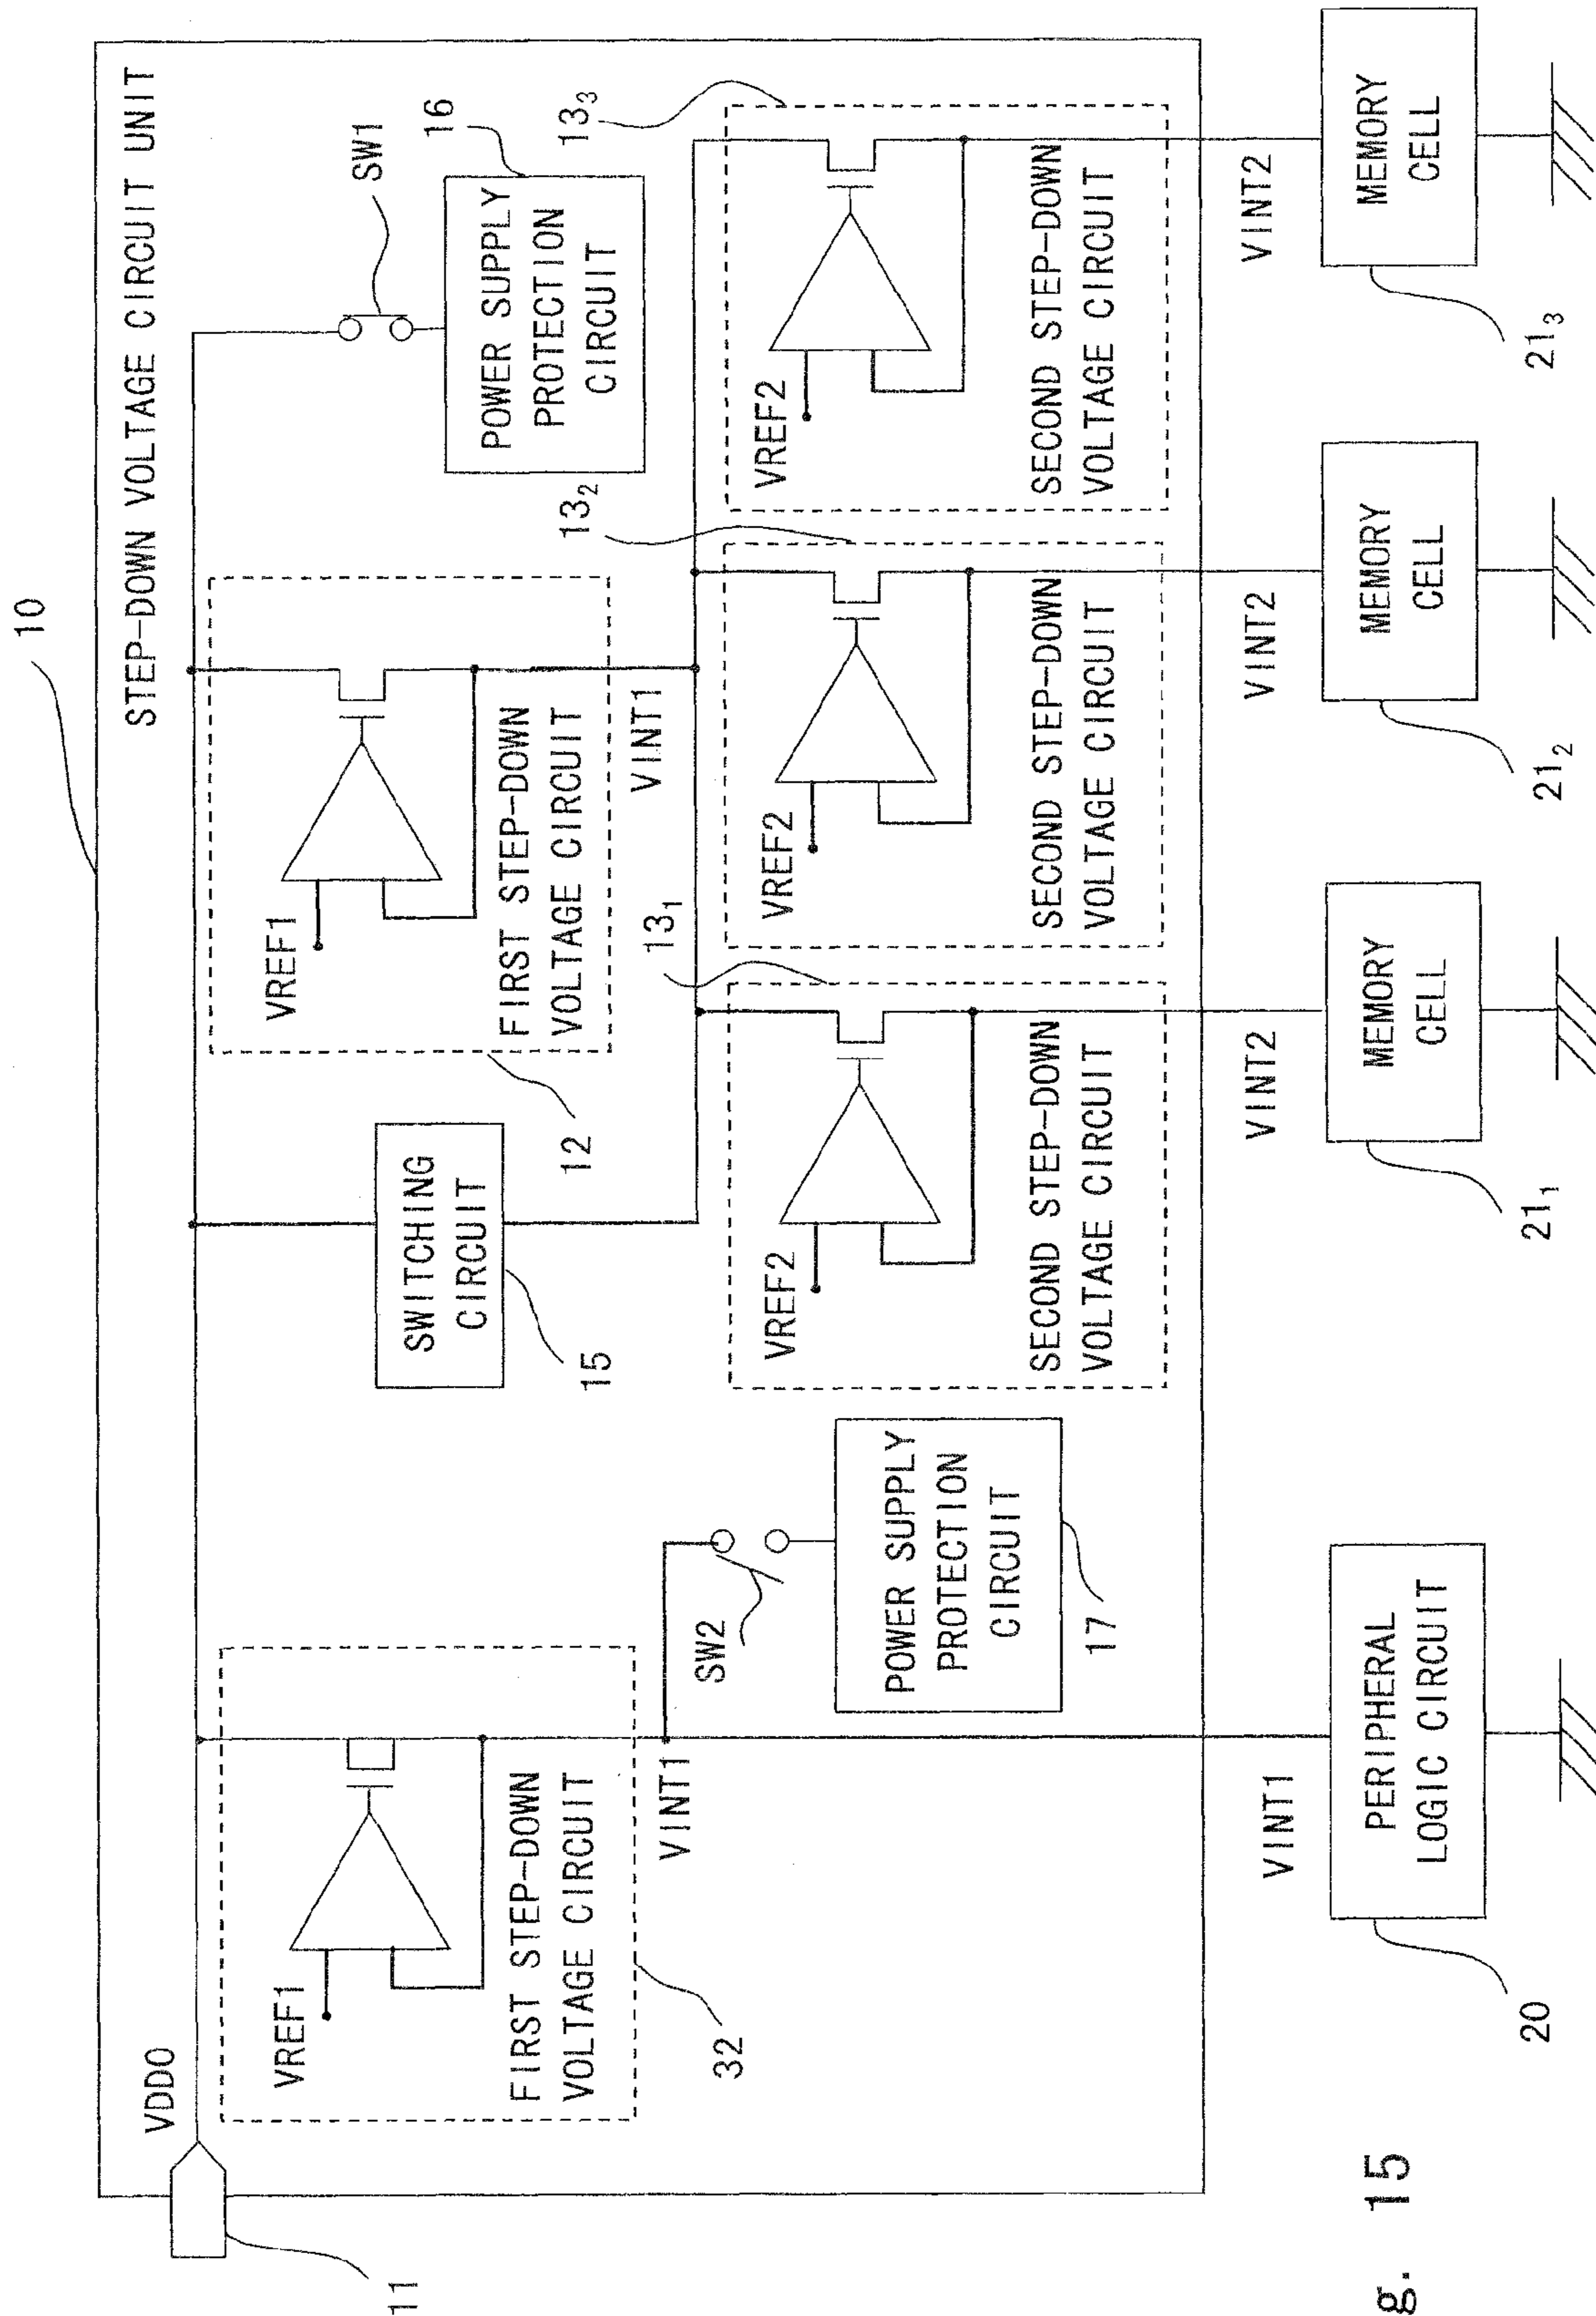 10
STEP-DOWN VOLTAGE CIRCUIT UNIT
VDD0
11
VREF1
FIRST STEP-DOWN
VOLTAGE CIRCUIT
32
VINT1
SW2
POWER SUPPLY
PROTECTION
CIRCUIT
17
SWITCHING
CIRCUIT
15
VREF1
FIRST STEP-DOWN
VOLTAGE CIRCUIT
12
VINT1
SW1
16
POWER SUPPLY
PROTECTION
CIRCUIT
13₁
VREF2
SECOND STEP-DOWN
VOLTAGE CIRCUIT
13₂
VREF2
SECOND STEP-DOWN
VOLTAGE CIRCUIT
13₃
VREF2
SECOND STEP-DOWN
VOLTAGE CIRCUIT
VINT1
VINT2
VINT2
VINT2
PERIPHERAL
LOGIC CIRCUIT
20
MEMORY
CELL
21₁
MEMORY
CELL
21₂
MEMORY
CELL
21₃
g. 15